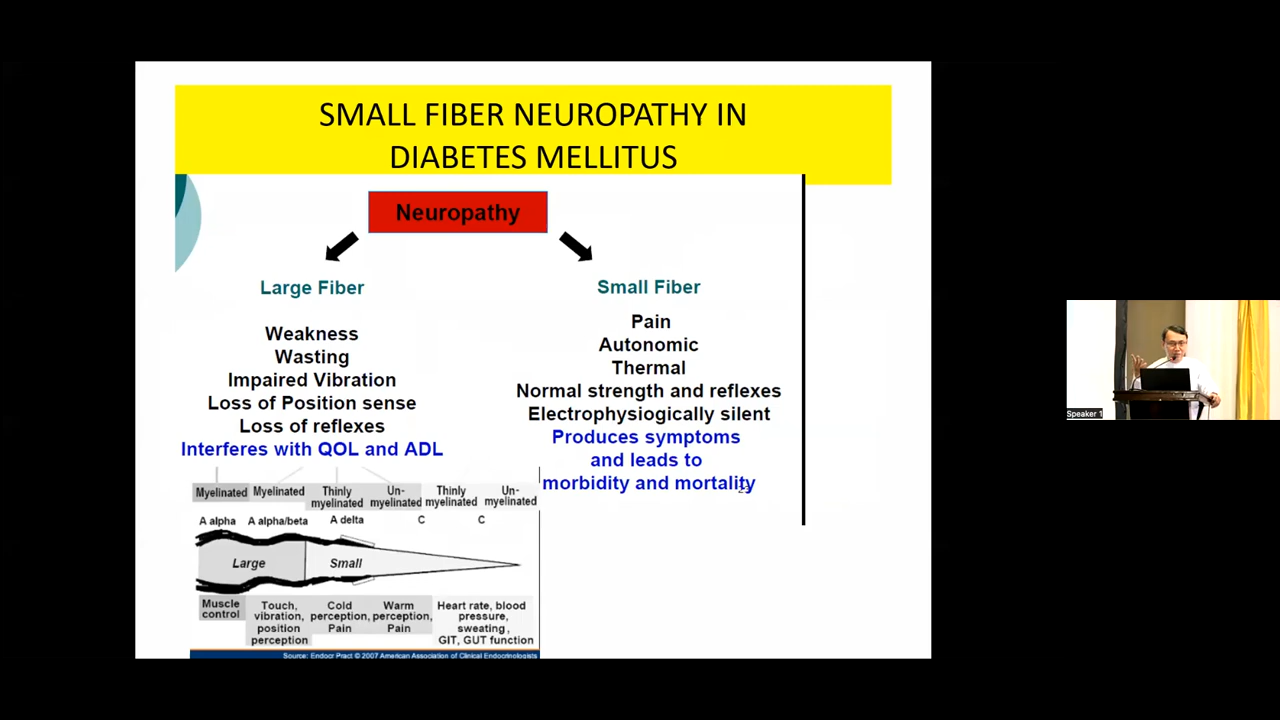 SMALL FIBER NEUROPATHY IN
DIABETES MELLITUS
Neuropathy
Large Fiber
Weakness
Wasting
Impaired Vibration
Loss of Position sense
Loss of reflexes
Interferes with QOL and ADL
Small Fiber
Pain
Autonomic
Thermal
Normal strength and reflexes
Electrophysiogically silent
Produces symptoms
and leads to
morbidity and mortality
Myelinated
Myelinated
Thinly
myelinated
Un-
myelinated
Thinly
myelinated
Un-
myelinated
A alpha
A alpha/beta
A delta
C
C
Large
Small
Muscle
control
Touch,
vibration,
position
perception
Cold
perception,
Pain
Warm
perception,
Pain
Heart rate, blood
pressure,
sweating,
GIT, GUT function
Source: Endocr Pract © 2007 American Association of Clinical Endocrinologists
Speaker 1